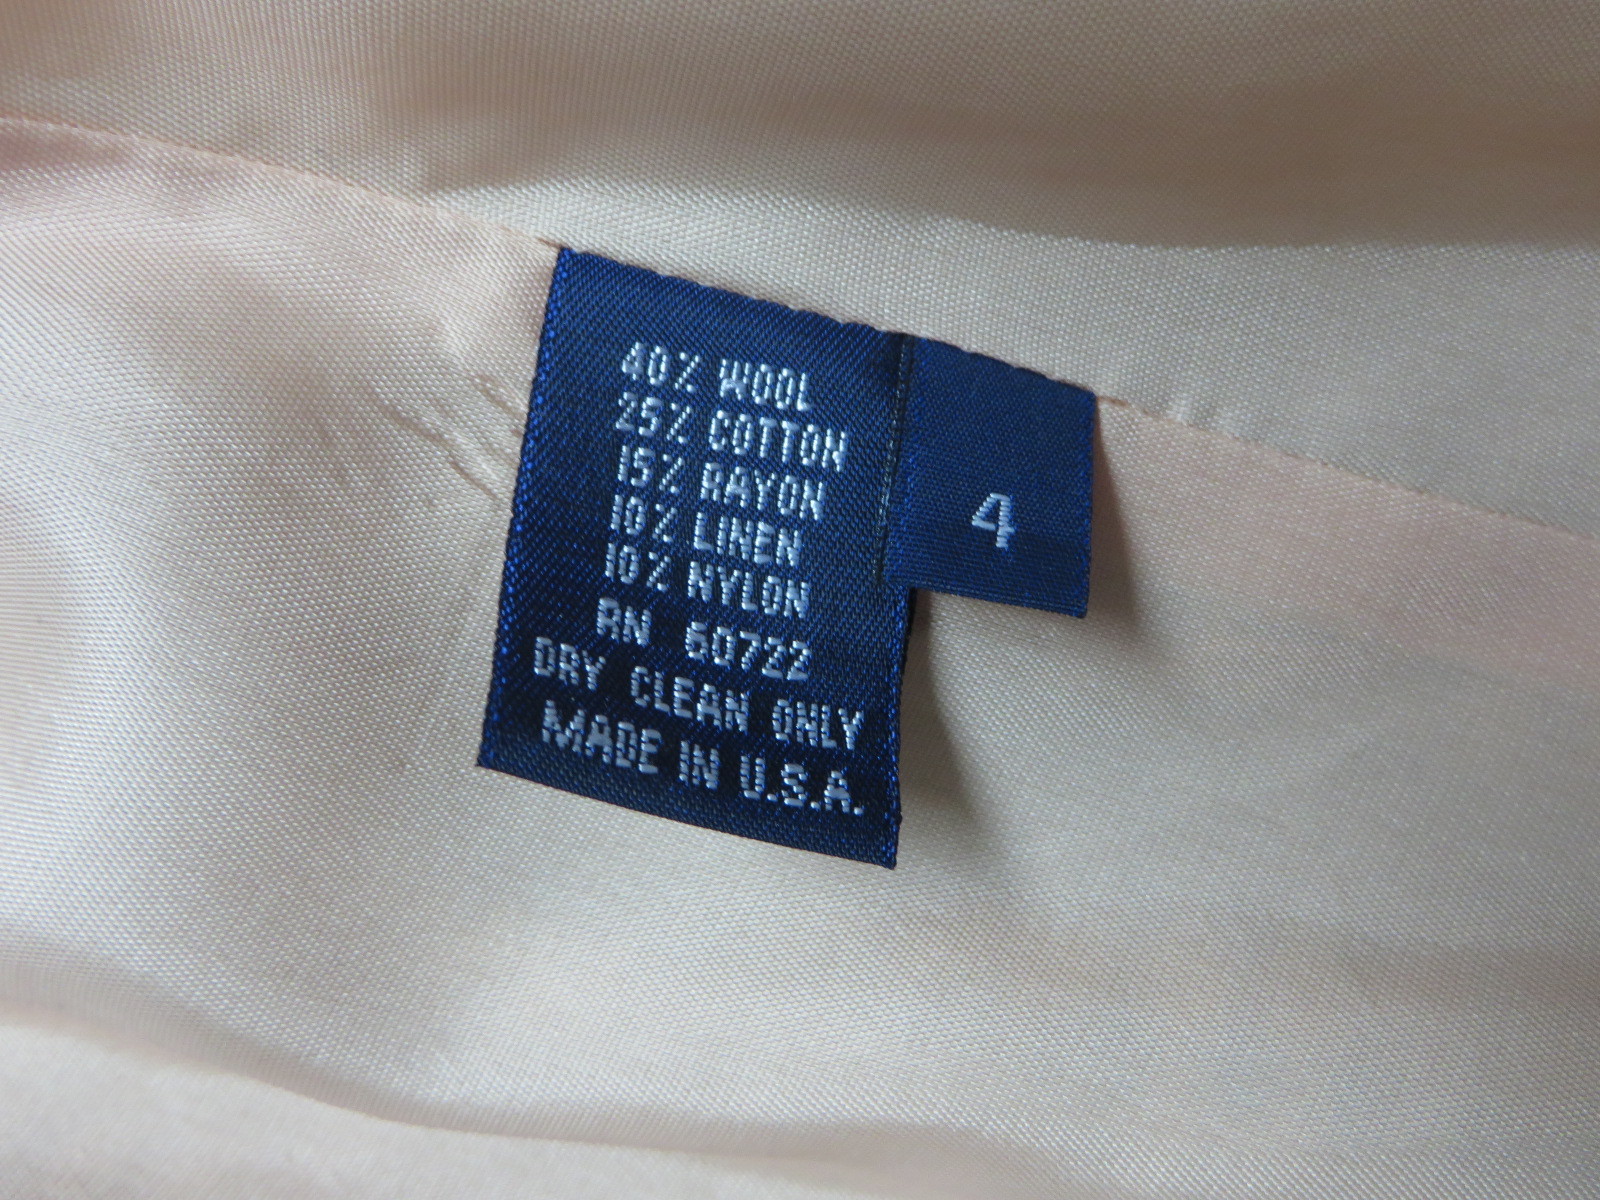 40% WOOL
25% COTTON
15% RAYON
10% LINEN
10% NYLON
RN 60722
DRY CLEAN ONLY
MADE IN U.S.A.
4